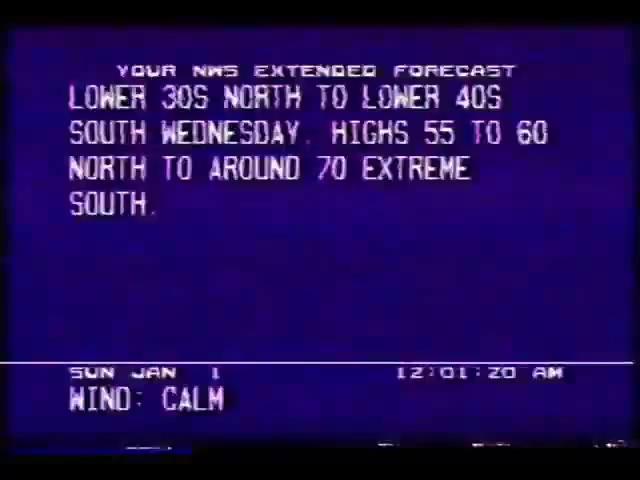 YOUR NWS EXTENDED FORECAST
LOWER 30S NORTH TO LOWER 40S
SOUTH WEDNESDAY. HIGHS 55 TO 60
NORTH TO AROUND 70 EXTREME
SOUTH.
SUN JAN 1 12:01:20 AM
WIND: CALM